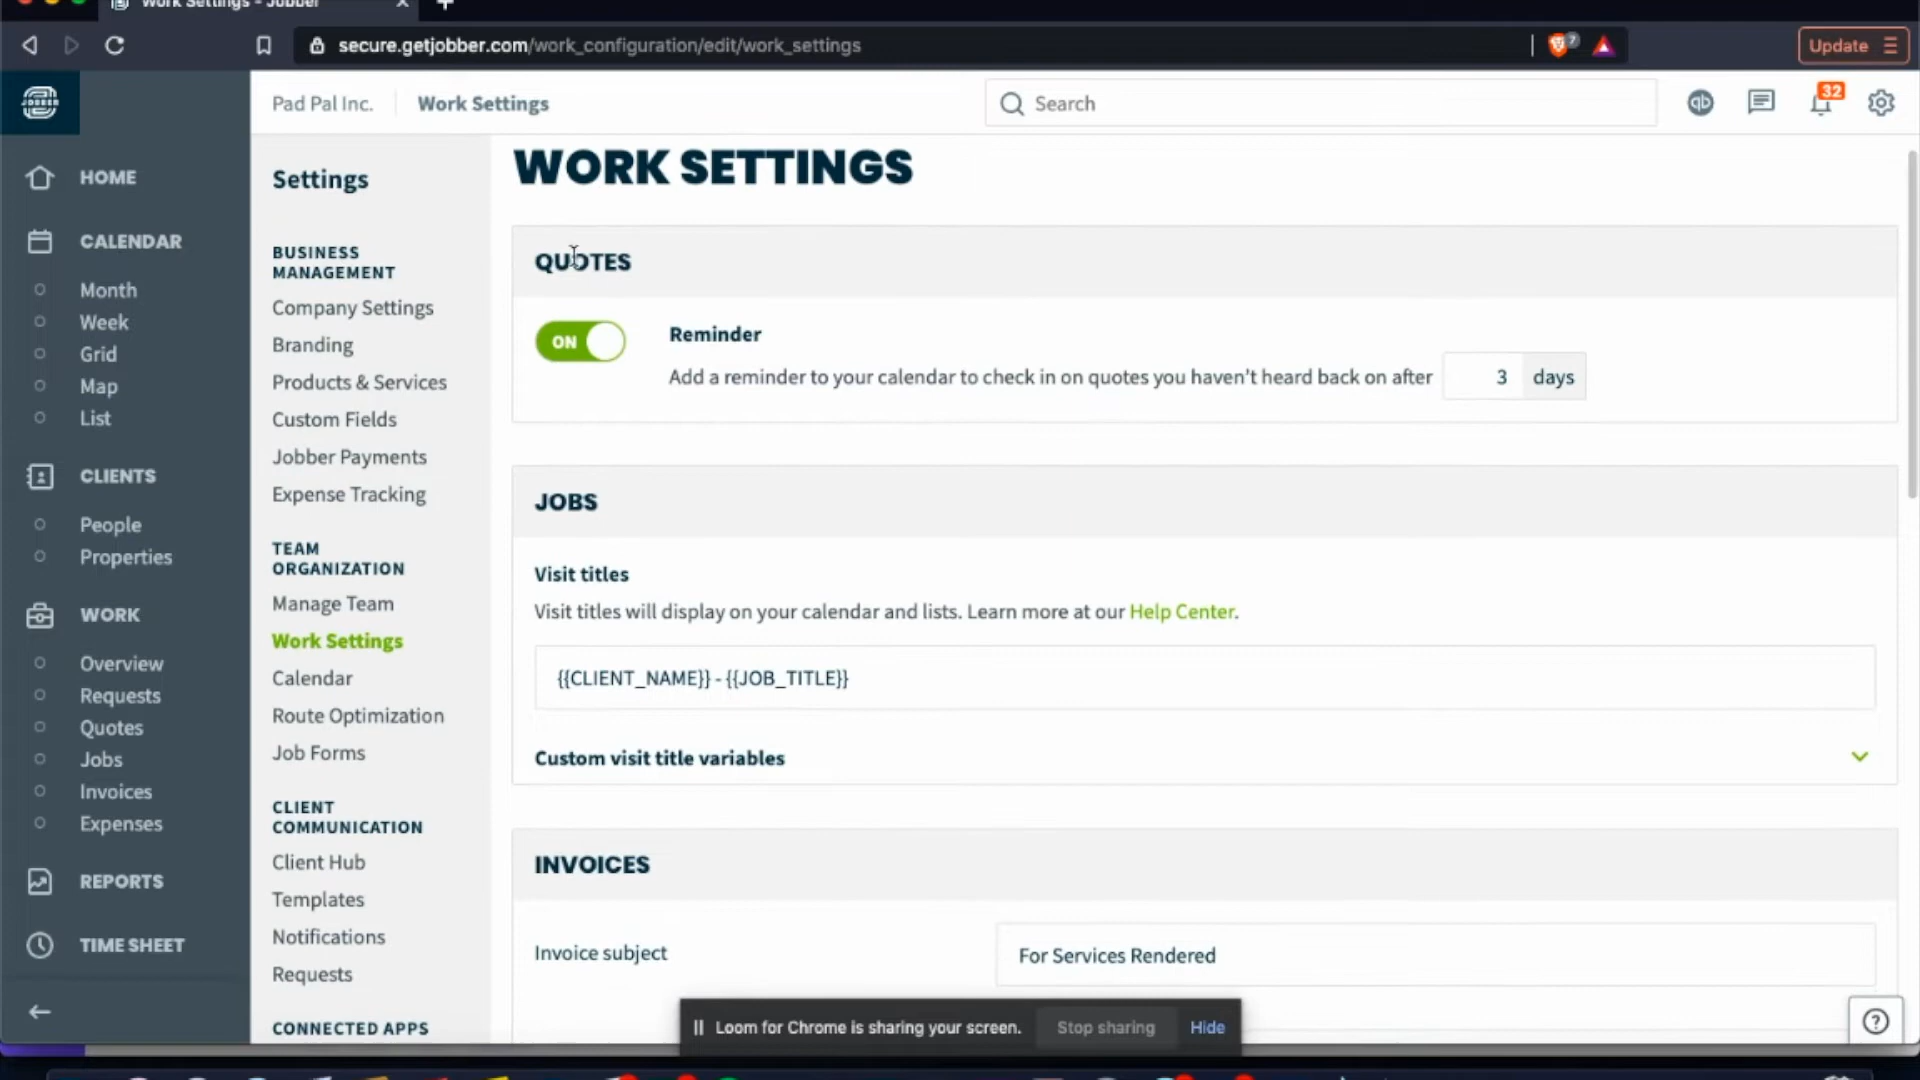 Work Settings - Jobber
secure.getjobber.com/work_configuration/edit/work_settings
7
Update
JOBBER
Pad Pal Inc.
Work Settings
Search
qb
32
HOME
CALENDAR
Month
Week
Grid
Map
List
CLIENTS
People
Properties
WORK
Overview
Requests
Quotes
Jobs
Invoices
Expenses
REPORTS
TIME SHEET
Settings
BUSINESS
MANAGEMENT
Company Settings
Branding
Products & Services
Custom Fields
Jobber Payments
Expense Tracking
TEAM
ORGANIZATION
Manage Team
Work Settings
Calendar
Route Optimization
Job Forms
CLIENT
COMMUNICATION
Client Hub
Templates
Notifications
Requests
CONNECTED APPS
WORK SETTINGS
QUOTES
ON
Reminder
Add a reminder to your calendar to check in on quotes you haven't heard back on after 3 days
JOBS
Visit titles
Visit titles will display on your calendar and lists. Learn more at our Help Center.
{{CLIENT_NAME}} - {{JOB_TITLE}}
Custom visit title variables
INVOICES
Invoice subject
For Services Rendered
Loom for Chrome is sharing your screen.
Stop sharing
Hide